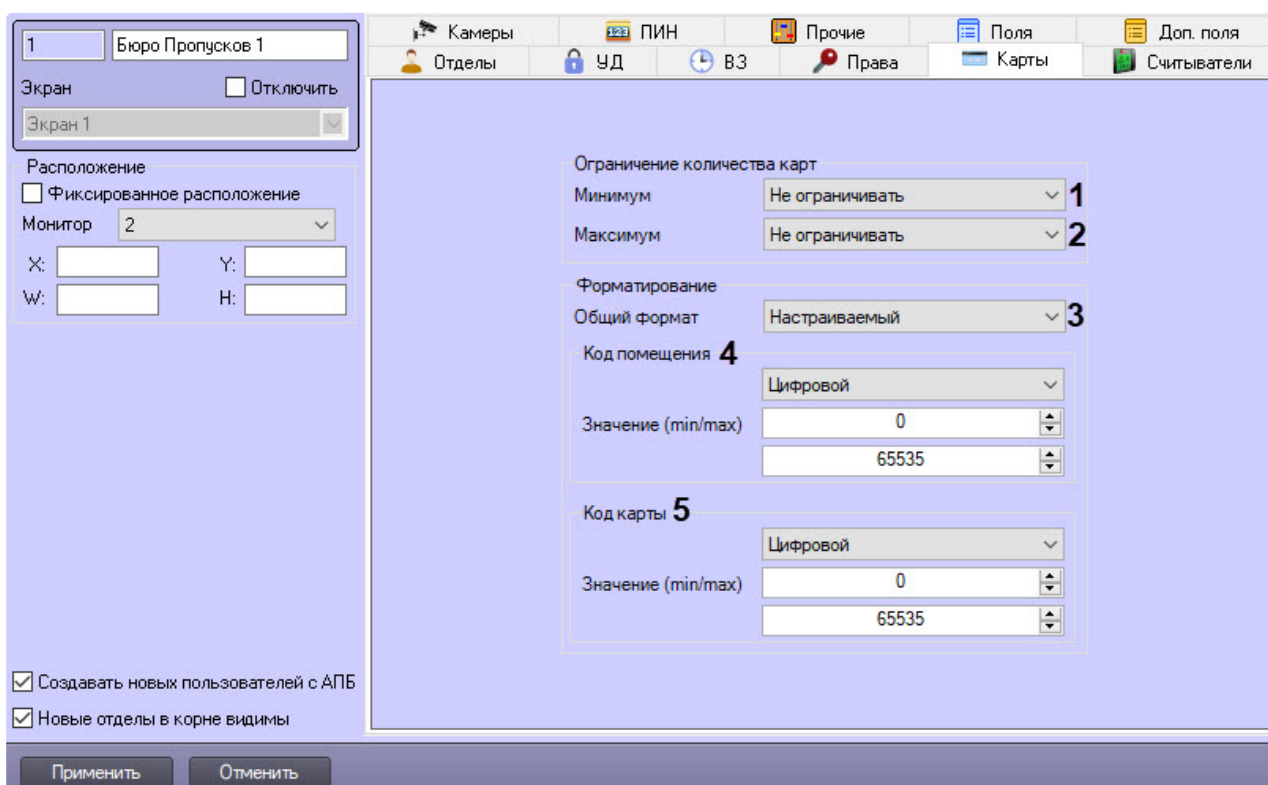 1 Бюро Пропусков 1
Экран Отключить
Экран 1
Расположение
Фиксированное расположение
Монитор 2
X: Y:
W: H:
Создавать новых пользователей с АПБ
Новые отделы в корне видимы
Применить Отменить
Камеры 123 ПИН Прочие Поля Доп. поля
Отделы УД ВЗ Права Карты Считыватели
Ограничение количества карт
Минимум Не ограничивать 1
Максимум Не ограничивать 2
Форматирование
Общий формат Настраиваемый 3
Код помещения 4
Цифровой
Значение (min/max) 0
65535
Код карты 5
Цифровой
Значение (min/max) 0
65535